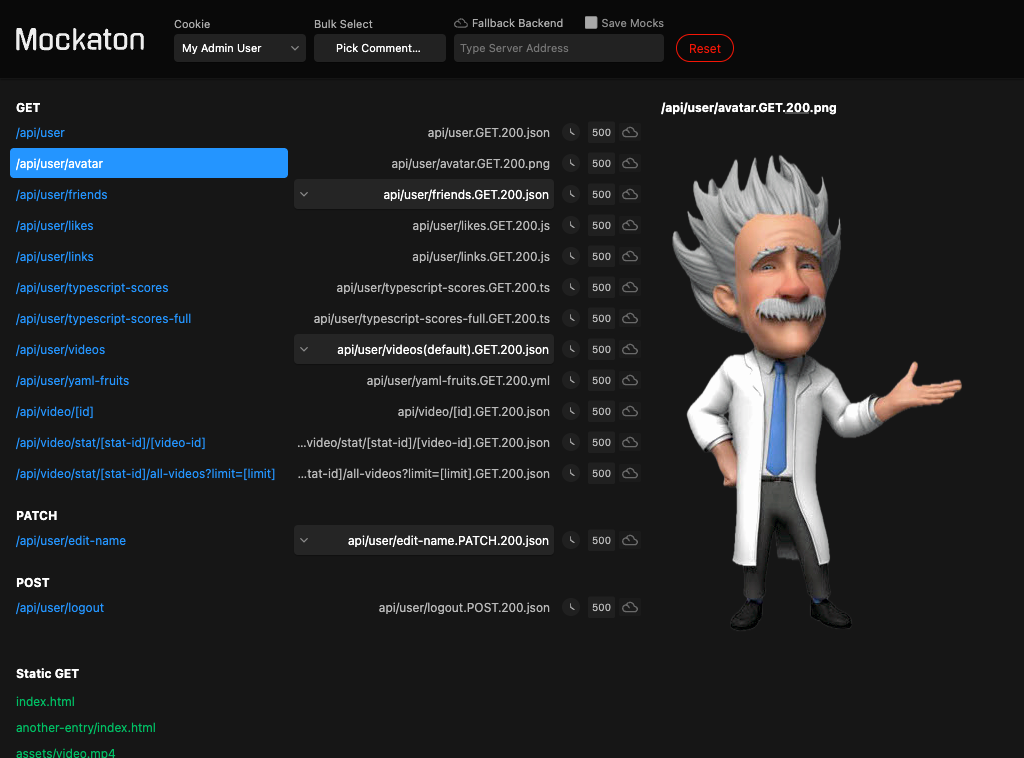 Mockaton
Cookie
My Admin User
Bulk Select
Pick Comment...
Fallback Backend
Save Mocks
Type Server Address
Reset
GET
/api/user api/user.GET.200.json 500
/api/user/avatar api/user/avatar.GET.200.png 500
/api/user/friends api/user/friends.GET.200.json 500
/api/user/likes api/user/likes.GET.200.js 500
/api/user/links api/user/links.GET.200.js 500
/api/user/typescript-scores api/user/typescript-scores.GET.200.ts 500
/api/user/typescript-scores-full api/user/typescript-scores-full.GET.200.ts 500
/api/user/videos api/user/videos(default).GET.200.json 500
/api/user/yaml-fruits api/user/yaml-fruits.GET.200.yml 500
/api/video/[id] api/video/[id].GET.200.json 500
/api/video/stat/[stat-id]/[video-id] ...video/stat/[stat-id]/[video-id].GET.200.json 500
/api/video/stat/[stat-id]/all-videos?limit=[limit] ...tat-id]/all-videos?limit=[limit].GET.200.json 500
PATCH
/api/user/edit-name api/user/edit-name.PATCH.200.json 500
POST
/api/user/logout api/user/logout.POST.200.json 500
Static GET
index.html
another-entry/index.html
assets/video.mp4
/api/user/avatar.GET.200.png